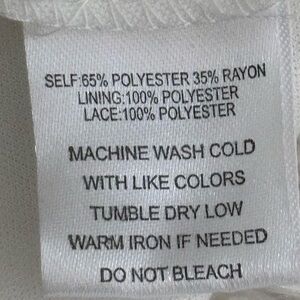 SELF:65% POLYESTER 35% RAYON
LINING:100% POLYESTER
LACE:100% POLYESTER
MACHINE WASH COLD
WITH LIKE COLORS
TUMBLE DRY LOW
WARM IRON IF NEEDED
DO NOT BLEACH